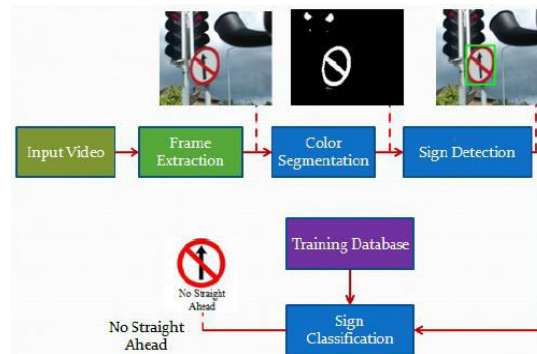 Input Video
Frame
Extraction
Color
Segmentation
Sign Detection
Training Database
No Straight
Ahead
No Straight
Ahead
Sign
Classification